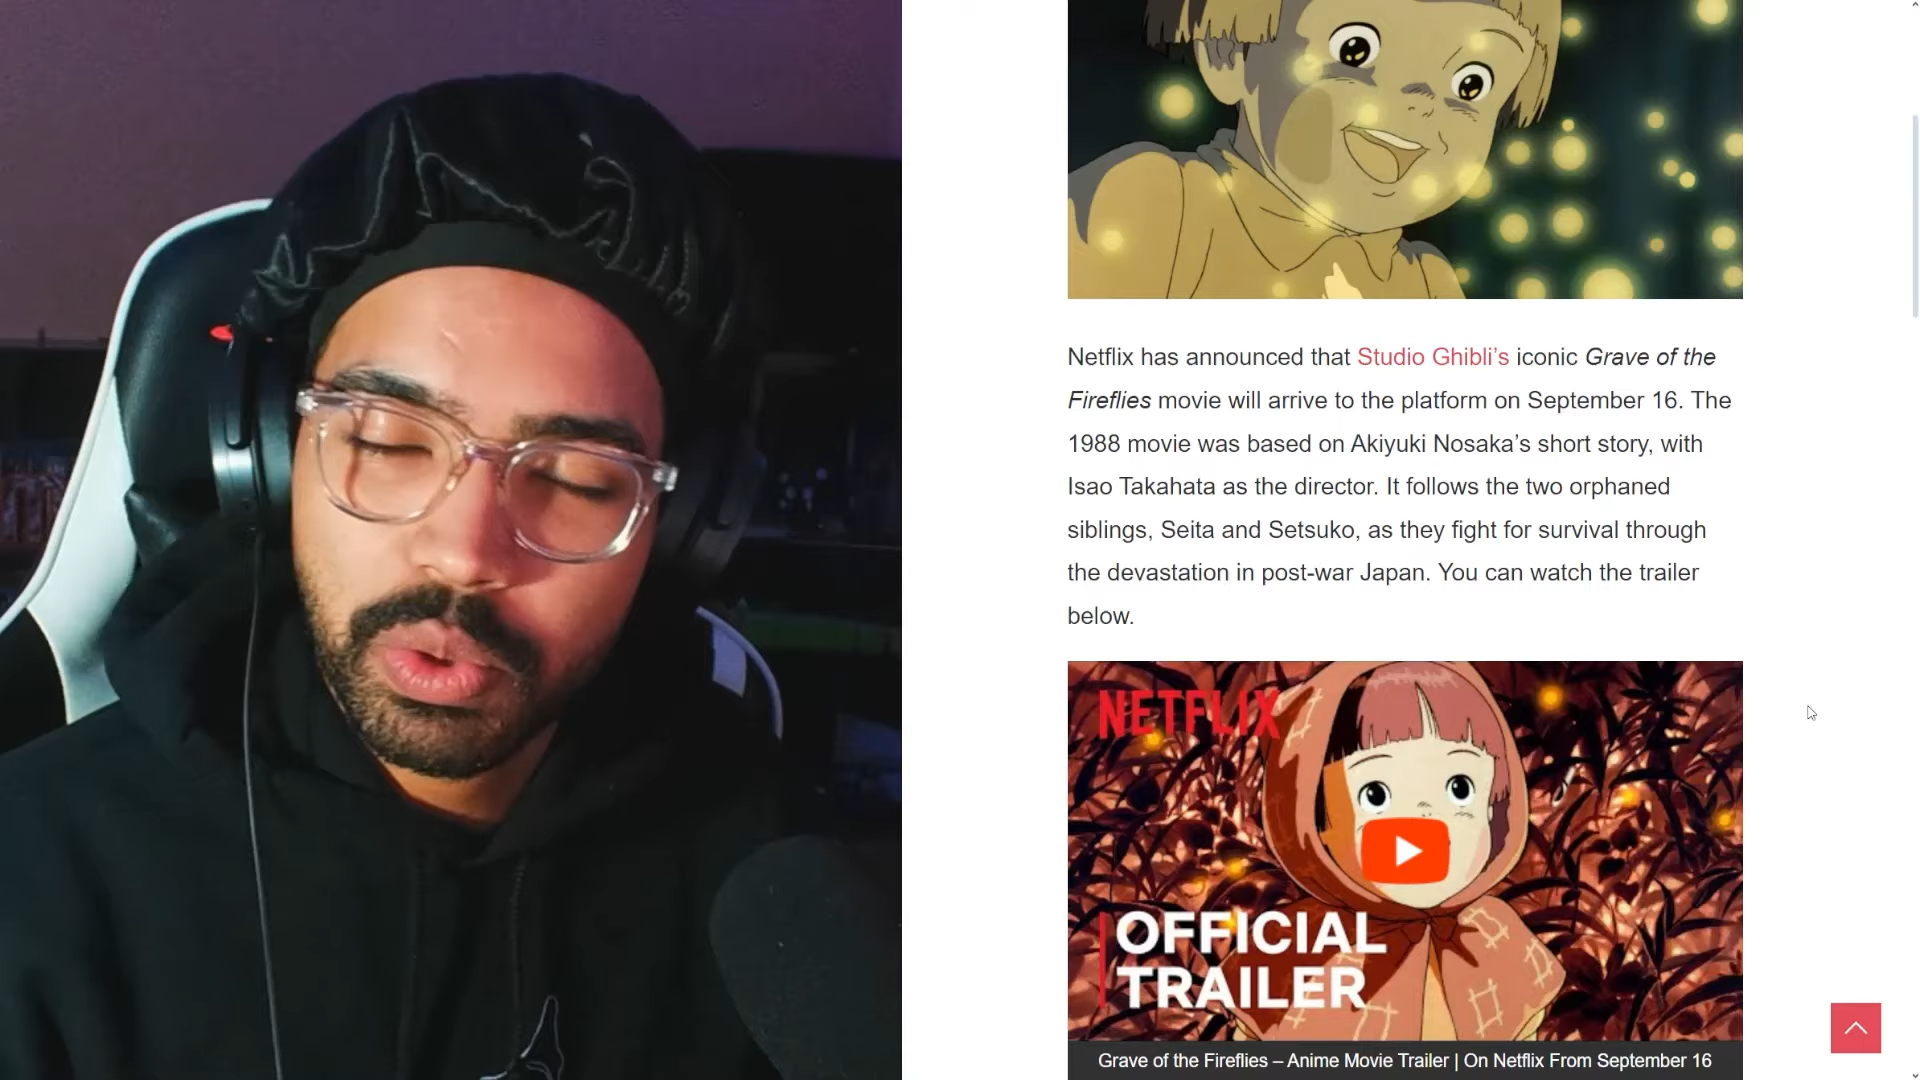 Netflix has announced that Studio Ghibli’s iconic Grave of the
Fireflies movie will arrive to the platform on September 16. The
1988 movie was based on Akiyuki Nosaka’s short story, with
Isao Takahata as the director. It follows the two orphaned
siblings, Seita and Setsuko, as they fight for survival through
the devastation in post-war Japan. You can watch the trailer
below.
NETFLIX
OFFICIAL
TRAILER
Grave of the Fireflies – Anime Movie Trailer | On Netflix From September 16